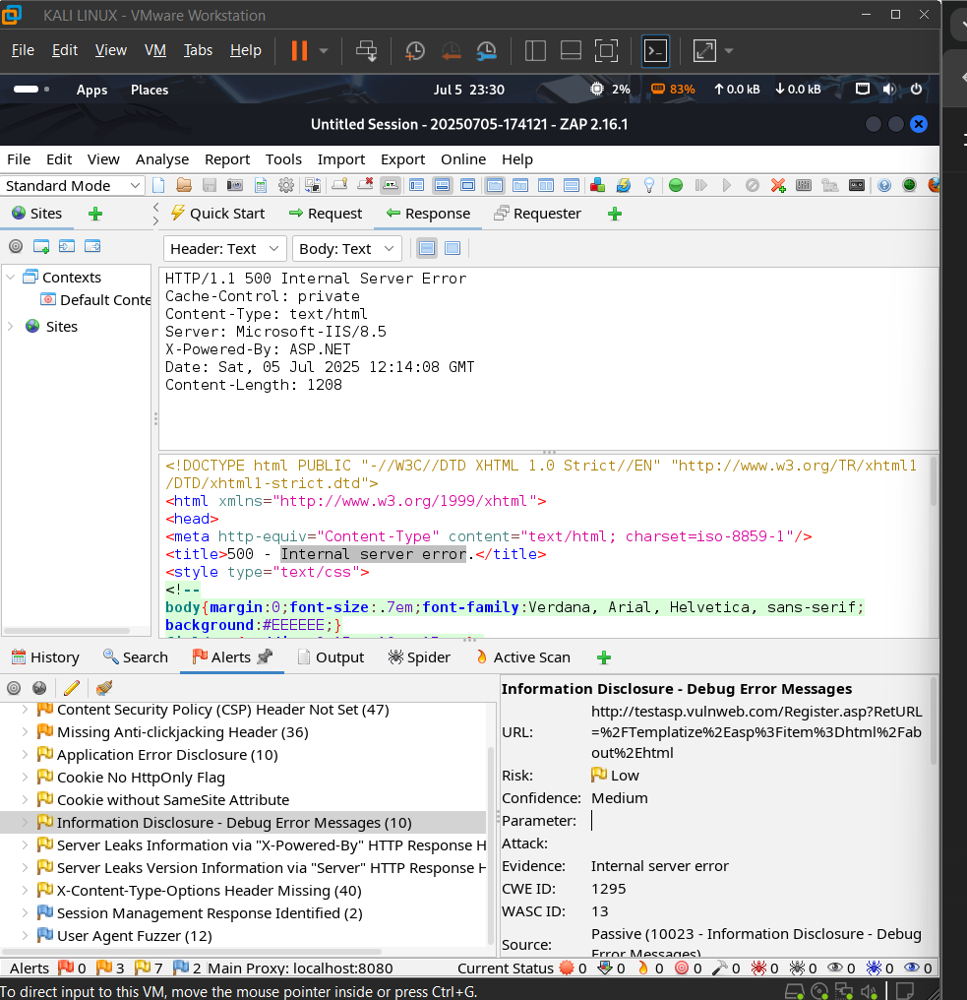 KALI LINUX - VMware Workstation
File Edit View VM Tabs Help
Apps Places Jul 5 23:30 2% 83% 0.0 kB 0.0 kB
Untitled Session - 20250705-174121 - ZAP 2.16.1
File Edit View Analyse Report Tools Import Export Online Help
Standard Mode
Sites Quick Start Request Response Requester
Header: Text Body: Text
Contexts
Default Conte
Sites
HTTP/1.1 500 Internal Server Error
Cache-Control: private
Content-Type: text/html
Server: Microsoft-IIS/8.5
X-Powered-By: ASP.NET
Date: Sat, 05 Jul 2025 12:14:08 GMT
Content-Length: 1208
<!DOCTYPE html PUBLIC "-//W3C//DTD XHTML 1.0 Strict//EN" "http://www.w3.org/TR/xhtml1
/DTD/xhtml1-strict.dtd">
<html xmlns="http://www.w3.org/1999/xhtml">
<head>
<meta http-equiv="Content-Type" content="text/html; charset=iso-8859-1"/>
<title>500 - Internal server error.</title>
<style type="text/css">
<!--
body{margin:0;font-size:.7em;font-family:Verdana, Arial, Helvetica, sans-serif;
background:#EEEEEE;}
History Search Alerts Output Spider Active Scan
Content Security Policy (CSP) Header Not Set (47)
Missing Anti-clickjacking Header (36)
Application Error Disclosure (10)
Cookie No HttpOnly Flag
Cookie without SameSite Attribute
Information Disclosure - Debug Error Messages (10)
Server Leaks Information via "X-Powered-By" HTTP Response H
Server Leaks Version Information via "Server" HTTP Response H
X-Content-Type-Options Header Missing (40)
Session Management Response Identified (2)
User Agent Fuzzer (12)
Information Disclosure - Debug Error Messages
URL: http://testasp.vulnweb.com/Register.asp?RetURL
=%2FTemplatize%2Easp%3Fitem%3Dhtml%2Fab
out%2Ehtml
Risk: Low
Confidence: Medium
Parameter:
Attack:
Evidence: Internal server error
CWE ID: 1295
WASC ID: 13
Source: Passive (10023 - Information Disclosure - Debug
Error Messages)
Alerts 0 3 7 2 Main Proxy: localhost:8080 Current Status 0 0 0 0 0 0 0 0 0 0
To direct input to this VM, move the mouse pointer inside or press Ctrl+G.